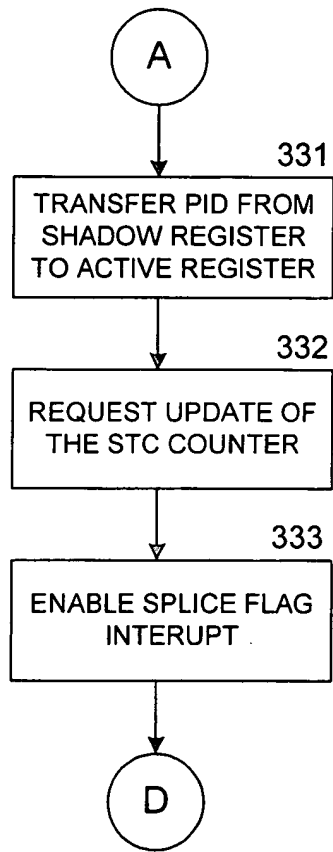 A
331
TRANSFER PID FROM
SHADOW REGISTER
TO ACTIVE REGISTER
332
REQUEST UPDATE OF
THE STC COUNTER
333
ENABLE SPLICE FLAG
INTERUPT
D